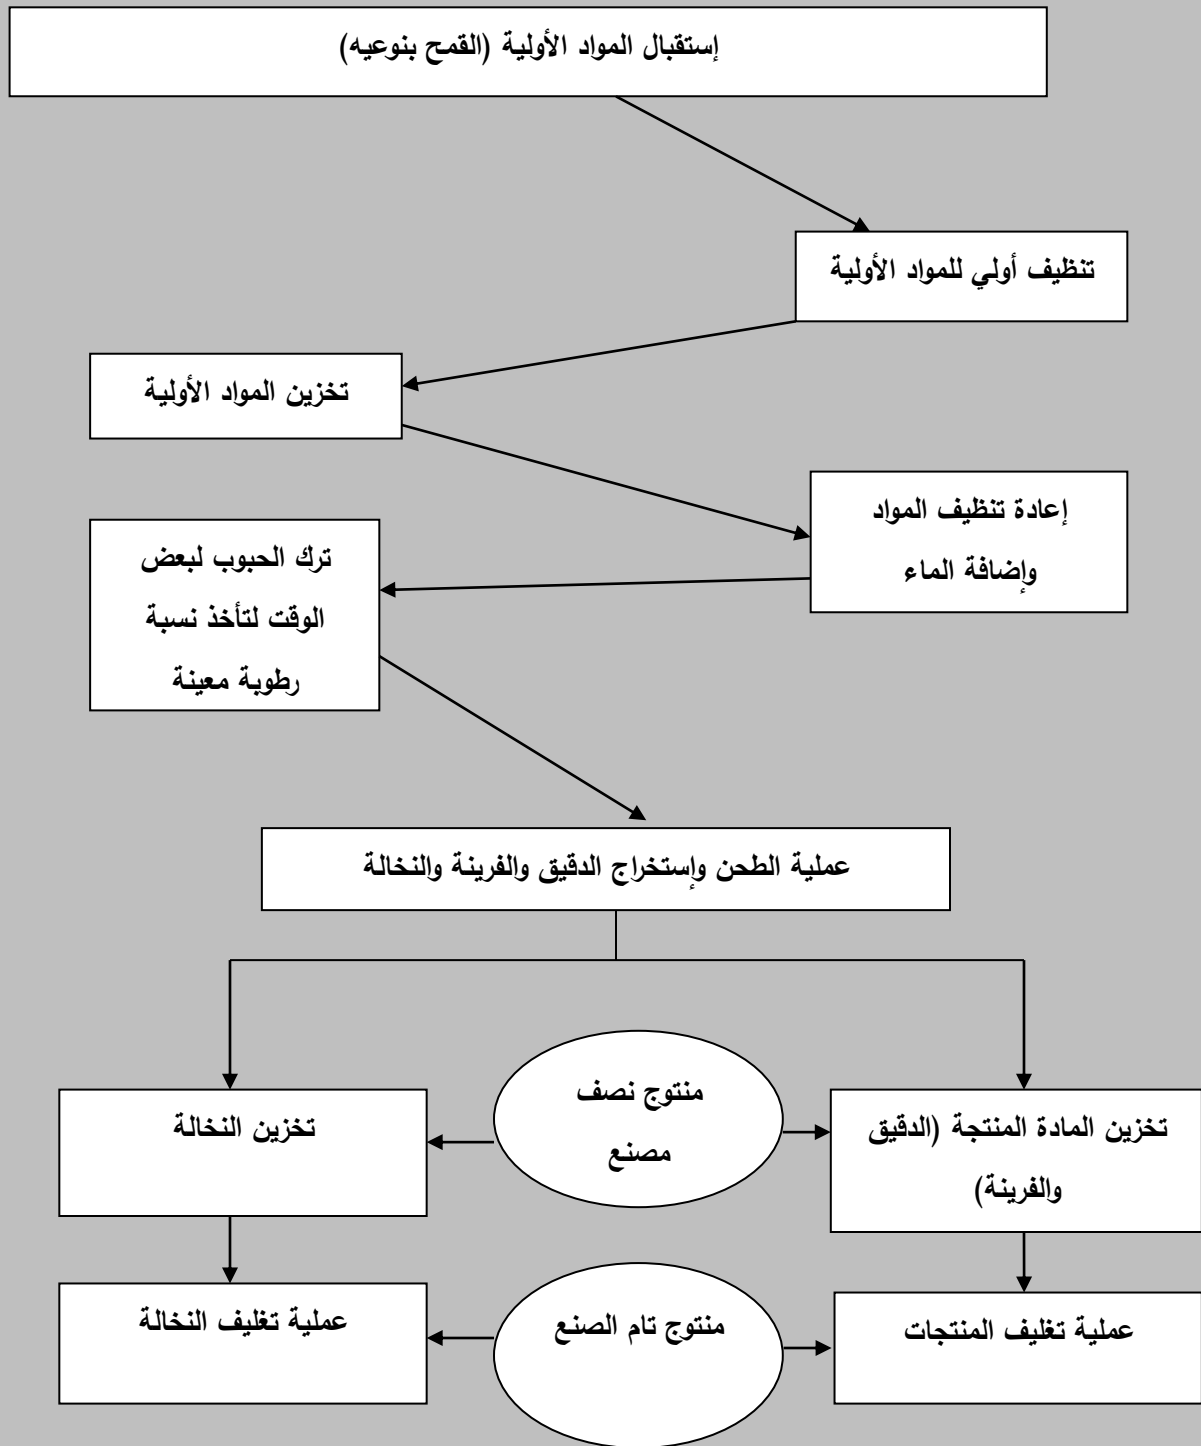 إستقبال المواد الأولية (القمح بنوعيه)
تنظيف أولي للمواد الأولية
تخزين المواد الأولية
إعادة تنظيف المواد
وإضافة الماء
ترك الحبوب لبعض
الوقت لتأخذ نسبة
رطوبة معينة
عملية الطحن وإستخراج الدقيق والفرينة والنخالة
منتوج نصف
مصنع
تخزين المادة المنتجة (الدقيق
والفرينة)
تخزين النخالة
منتوج تام الصنع
عملية تغليف المنتجات
عملية تغليف النخالة